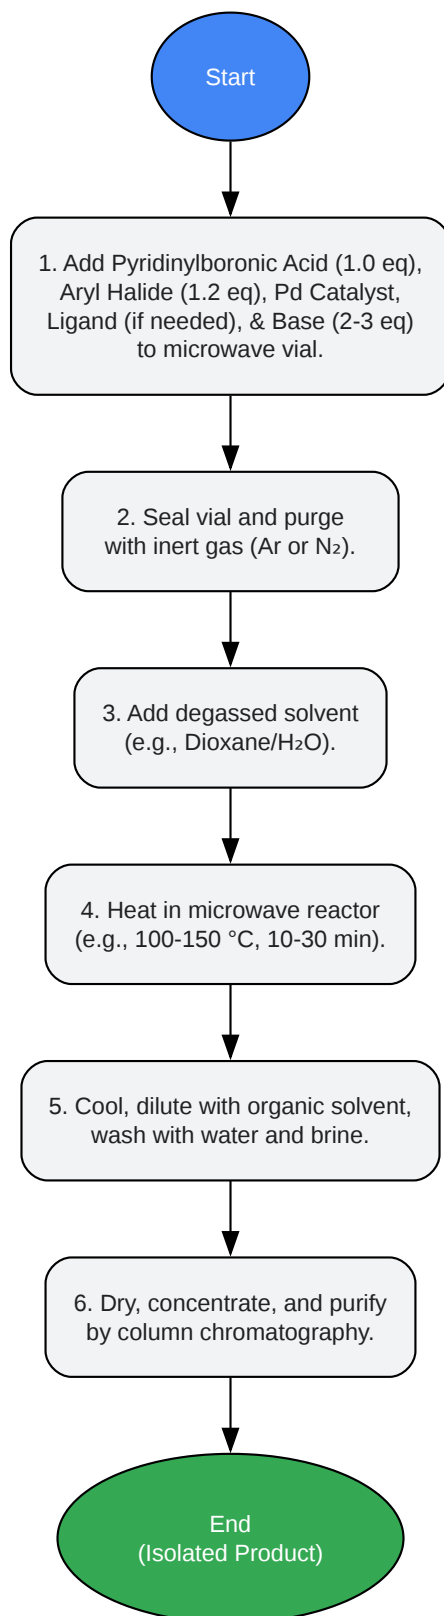 Start
1. Add Pyridinylboronic Acid (1.0 eq),
Aryl Halide (1.2 eq), Pd Catalyst,
Ligand (if needed), & Base (2-3 eq)
to microwave vial.
2. Seal vial and purge
with inert gas (Ar or N₂).
3. Add degassed solvent
(e.g., Dioxane/H₂O).
4. Heat in microwave reactor
(e.g., 100-150 °C, 10-30 min).
5. Cool, dilute with organic solvent,
wash with water and brine.
6. Dry, concentrate, and purify
by column chromatography.
End
(Isolated Product)